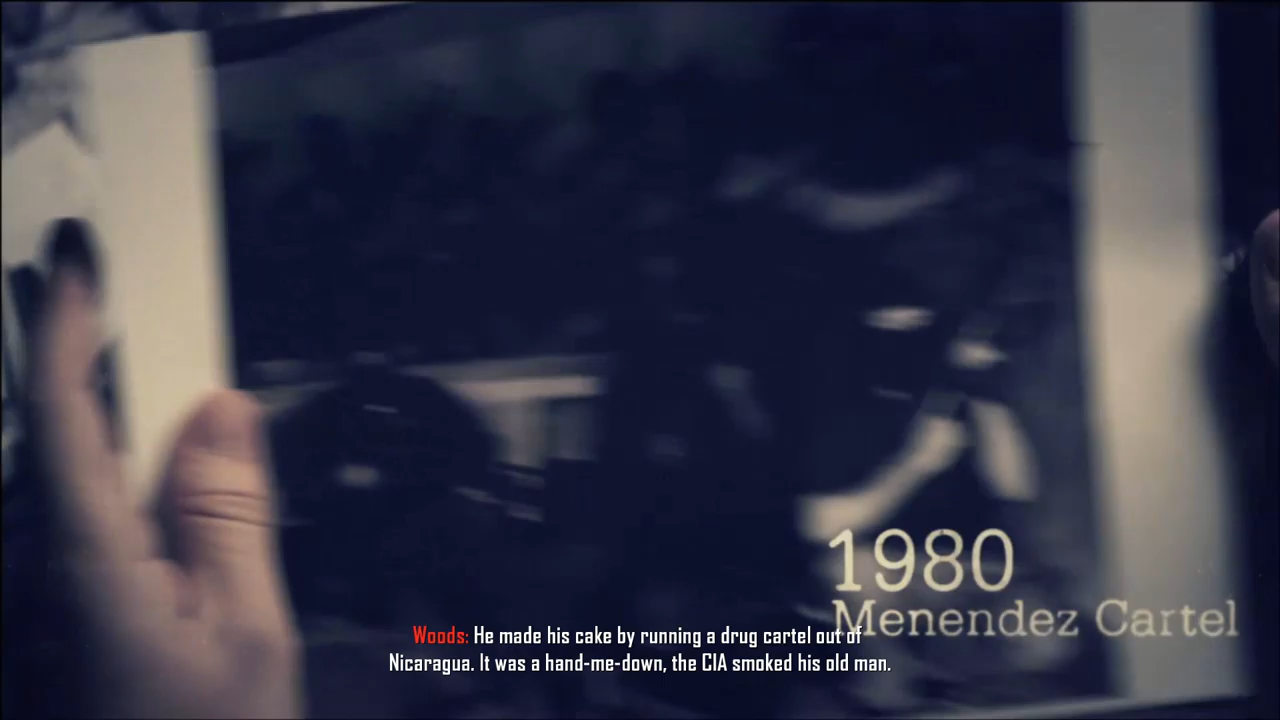 1980
Menendez Cartel
Woods: He made his cake by running a drug cartel out of
Nicaragua. It was a hand-me-down, the CIA smoked his old man.